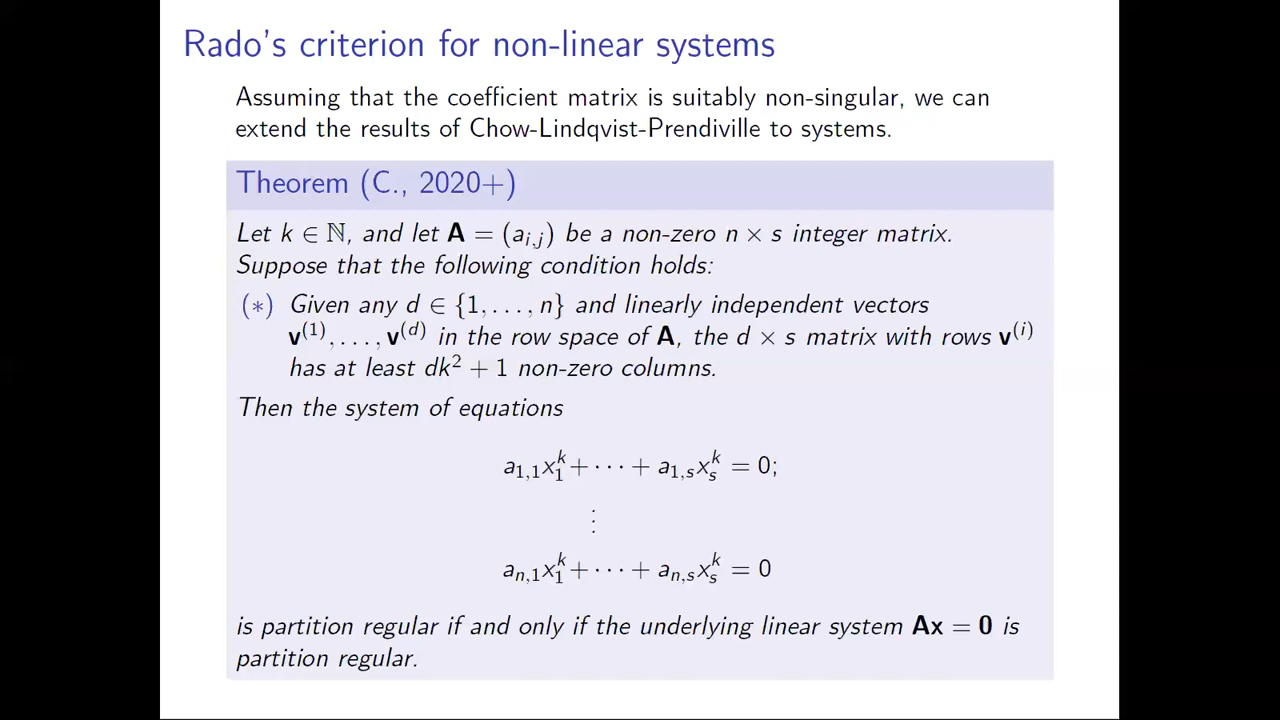 Rado's criterion for non-linear systems
Assuming that the coefficient matrix is suitably non-singular, we can
extend the results of Chow-Lindqvist-Prendiville to systems.
Theorem (C., 2020+)
Let k ∈ ℕ, and let A = (a_{i,j}) be a non-zero n × s integer matrix.
Suppose that the following condition holds:
(∗) Given any d ∈ {1, . . . , n} and linearly independent vectors
v^{(1)}, . . . , v^{(d)} in the row space of A, the d × s matrix with rows v^{(i)}
has at least dk² + 1 non-zero columns.
Then the system of equations
a_{1,1}x_1^k + · · · + a_{1,s}x_s^k = 0;
⋮
a_{n,1}x_1^k + · · · + a_{n,s}x_s^k = 0
is partition regular if and only if the underlying linear system Ax = 0 is
partition regular.